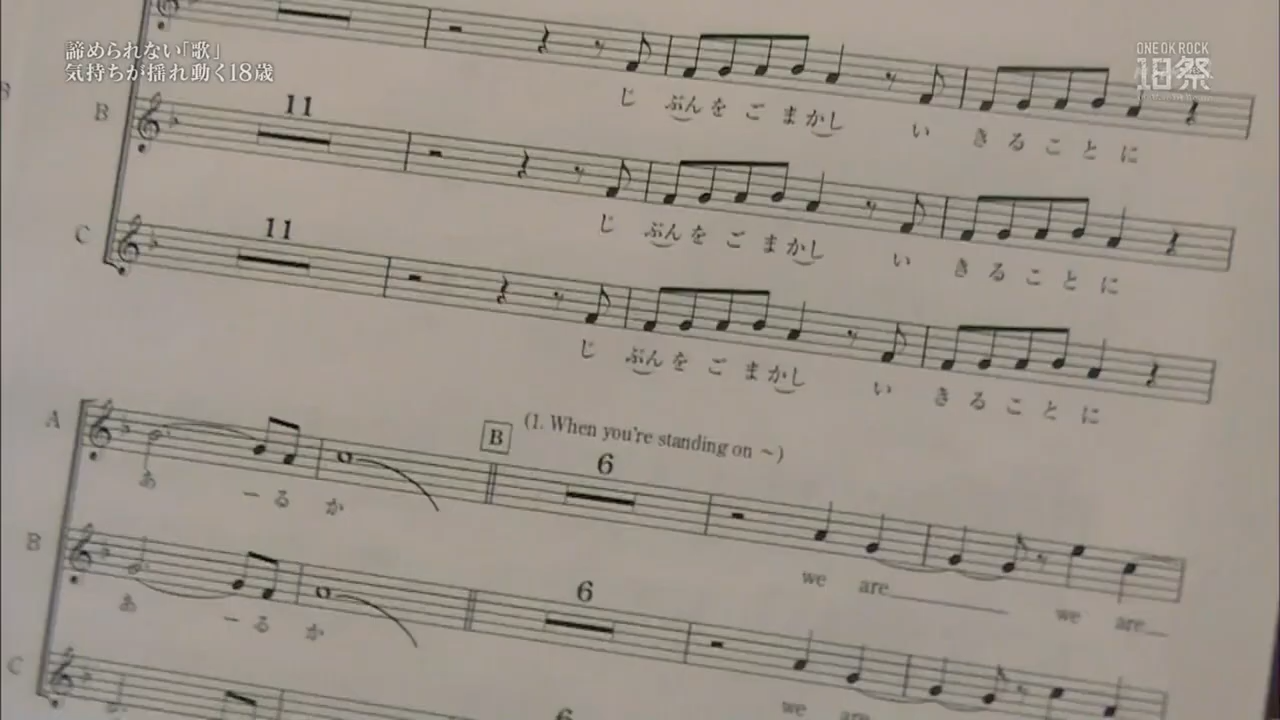 諦められない「歌」
気持ちが揺れ動く18歳
ONE OK ROCK
18祭
じ ぶんを ご まかし い きることに
B
11
じ ぶんを ご まかし い きることに
C
11
じ ぶんを ご まかし い きることに
A
B
(1. When you're standing on ～)
6
あ ーる か
we are
we are
B
6
あ ーる か
we are
C
6